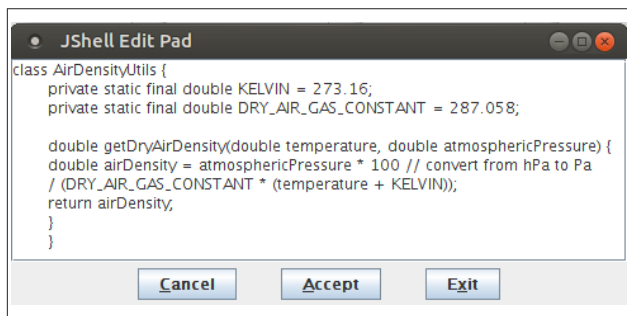 JShell Edit Pad
class AirDensityUtils {
private static final double KELVIN = 273.16;
private static final double DRY_AIR_GAS_CONSTANT = 287.058;
double getDryAirDensity(double temperature, double atmosphericPressure) {
double airDensity = atmosphericPressure * 100 // convert from hPa to Pa
/ (DRY_AIR_GAS_CONSTANT * (temperature + KELVIN));
return airDensity;
}
}
Cancel Accept Exit